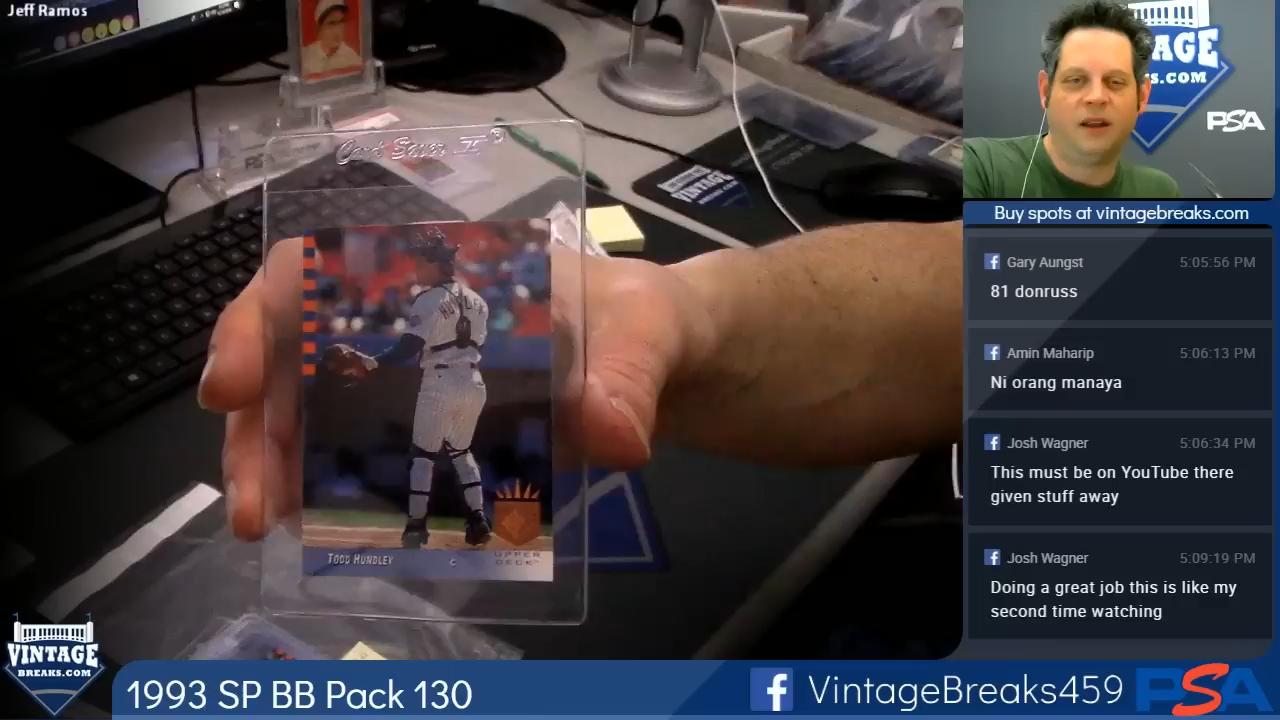 Jeff Ramos
Card Saver II®
HUNDLEY
TODD HUNDLEY
C
UPPER
DECK
VINTAGE
BREAKS.COM
1993 SP BB Pack 130
VintageBreaks459
PSA
VINTAGE
BREAKS.COM
PSA
Buy spots at vintagebreaks.com
Gary Aungst
5:05:56 PM
81 donruss
Amin Maharip
5:06:13 PM
Ni orang manaya
Josh Wagner
5:06:34 PM
This must be on YouTube there
given stuff away
Josh Wagner
5:09:19 PM
Doing a great job this is like my
second time watching